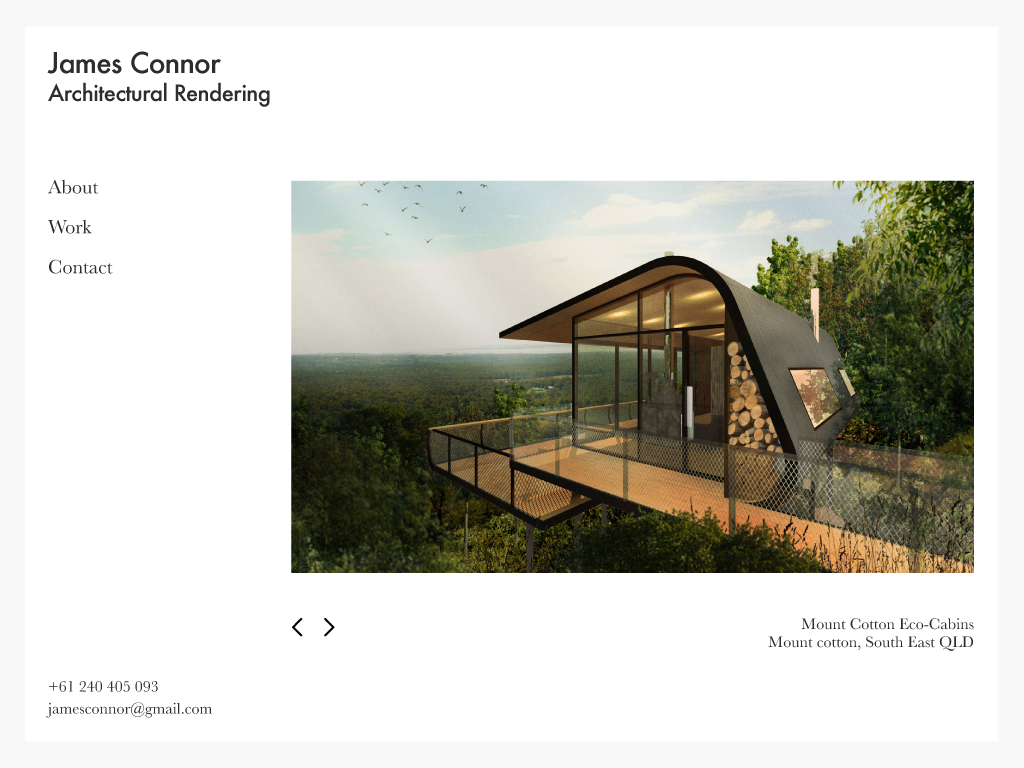 James Connor
Architectural Rendering
About
Work
Contact
Mount Cotton Eco-Cabins
Mount cotton, South East QLD
+61 240 405 093
jamesconnor@gmail.com